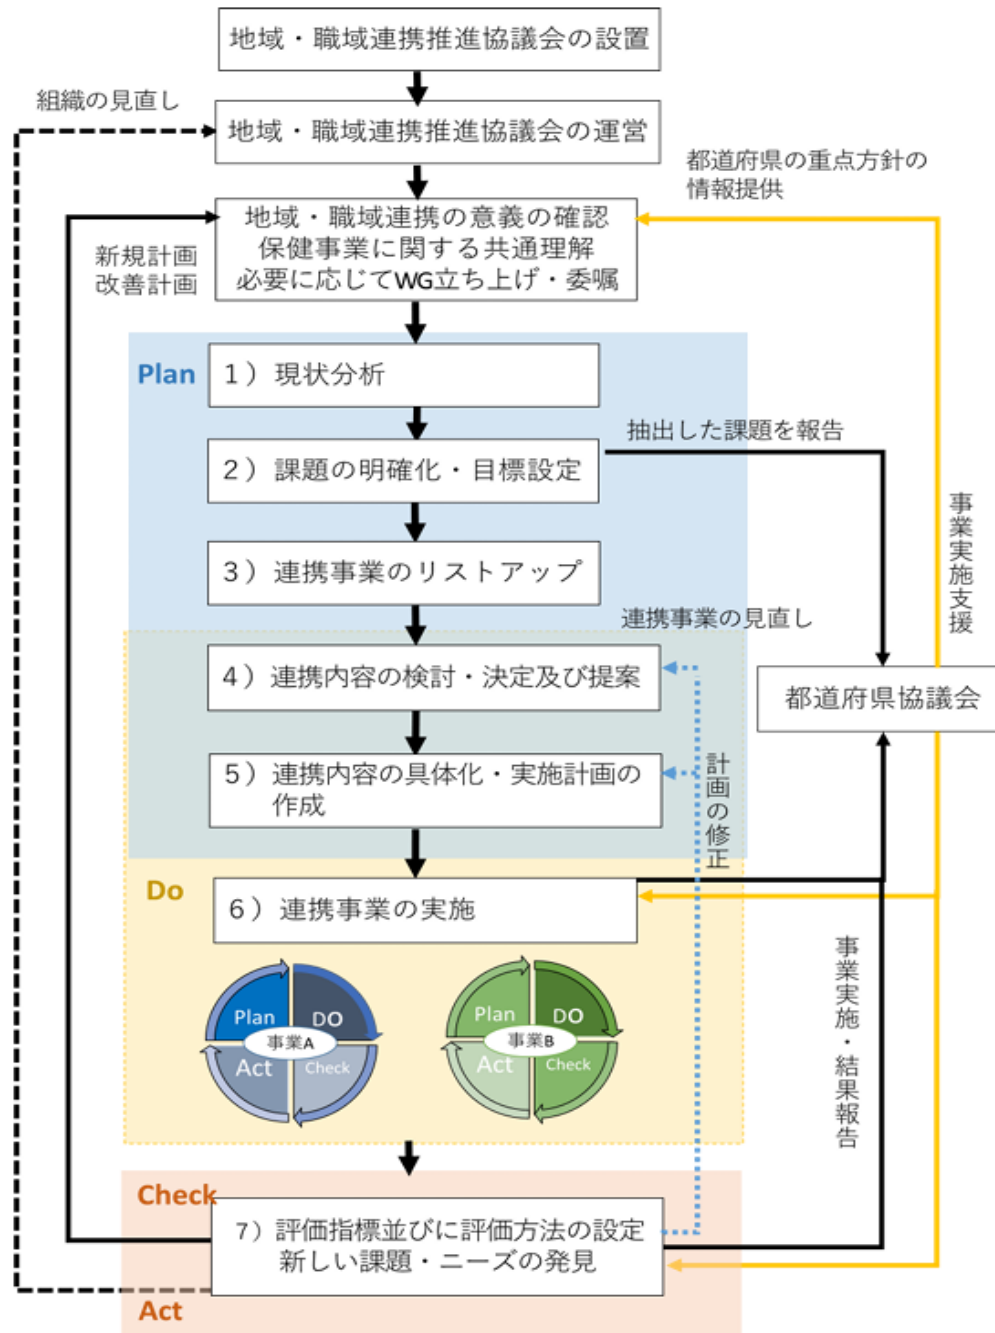 地域・職域連携推進協議会の設置
組織の見直し
地域・職域連携推進協議会の運営
都道府県の重点方針の
情報提供
地域・職域連携の意義の確認
保健事業に関する共通理解
必要に応じてWG立ち上げ・委嘱
新規計画
改善計画
Plan
1）現状分析
抽出した課題を報告
2）課題の明確化・目標設定
事業実施支援
3）連携事業のリストアップ
連携事業の見直し
4）連携内容の検討・決定及び提案
都道府県協議会
5）連携内容の具体化・実施計画の
作成
計画の修正
Do
6）連携事業の実施
事業実施・結果報告
Plan
DO
事業A
Act
Check
Plan
DO
事業B
Act
Check
Check
7）評価指標並びに評価方法の設定
新しい課題・ニーズの発見
Act